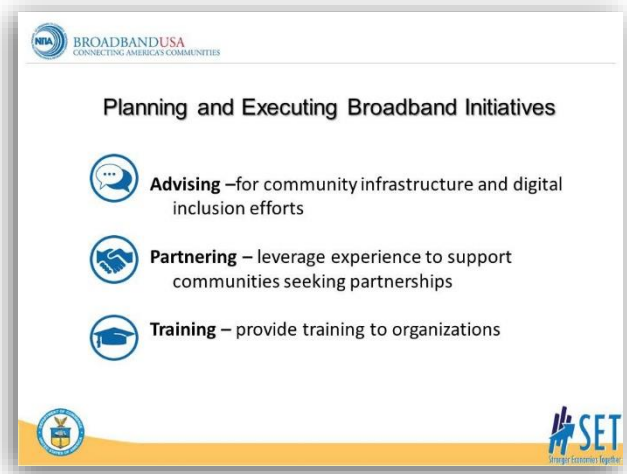 NTIA
BROADBANDUSA
CONNECTING AMERICA'S COMMUNITIES
Planning and Executing Broadband Initiatives
Advising –for community infrastructure and digital
inclusion efforts
Partnering – leverage experience to support
communities seeking partnerships
Training – provide training to organizations
SET
Stronger Economies Together